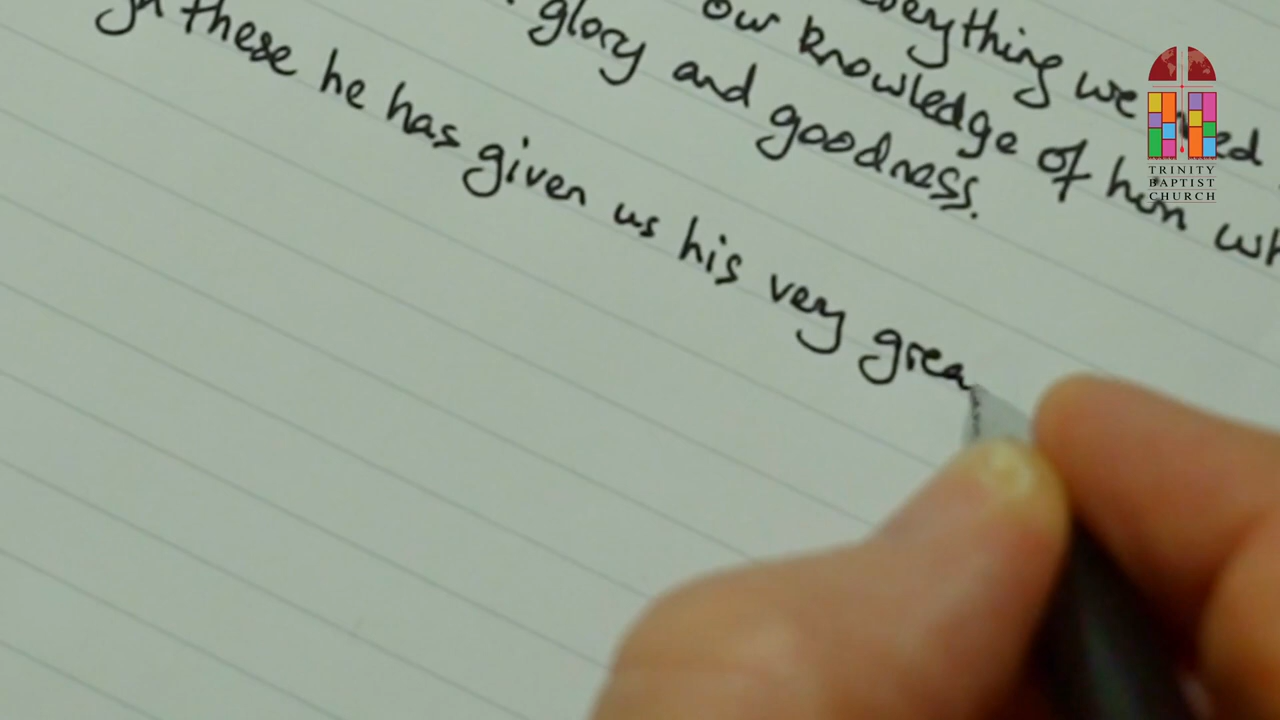 everything we need
our knowledge of him
glory and goodness.
these he has given us his very grea
TRINITY
BAPTIST
CHURCH